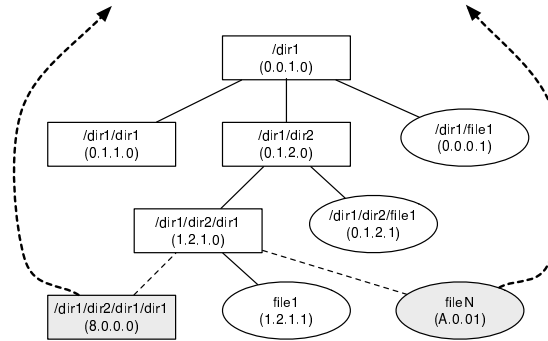 /dir1
(0.0.1.0)
/dir1/dir1
(0.1.1.0)
/dir1/dir2
(0.1.2.0)
/dir1/file1
(0.0.0.1)
/dir1/dir2/dir1
(1.2.1.0)
/dir1/dir2/file1
(0.1.2.1)
/dir1/dir2/dir1/dir1
(8.0.0.0)
file1
(1.2.1.1)
fileN
(A.0.01)